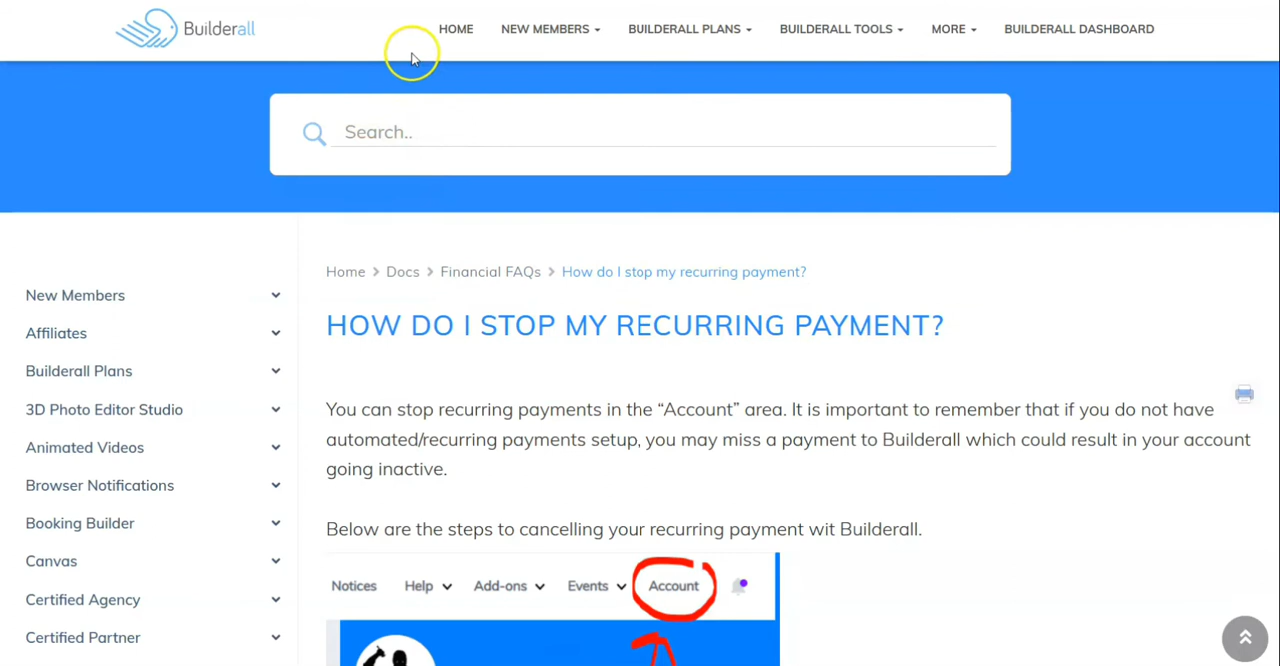 Builderall
HOME NEW MEMBERS BUILDERALL PLANS BUILDERALL TOOLS MORE BUILDERALL DASHBOARD
Search..
New Members
Affiliates
Builderall Plans
3D Photo Editor Studio
Animated Videos
Browser Notifications
Booking Builder
Canvas
Certified Agency
Certified Partner
Home > Docs > Financial FAQs > How do I stop my recurring payment?
HOW DO I STOP MY RECURRING PAYMENT?
You can stop recurring payments in the “Account” area. It is important to remember that if you do not have
automated/recurring payments setup, you may miss a payment to Builderall which could result in your account
going inactive.
Below are the steps to cancelling your recurring payment wit Builderall.
Notices Help Add-ons Events Account